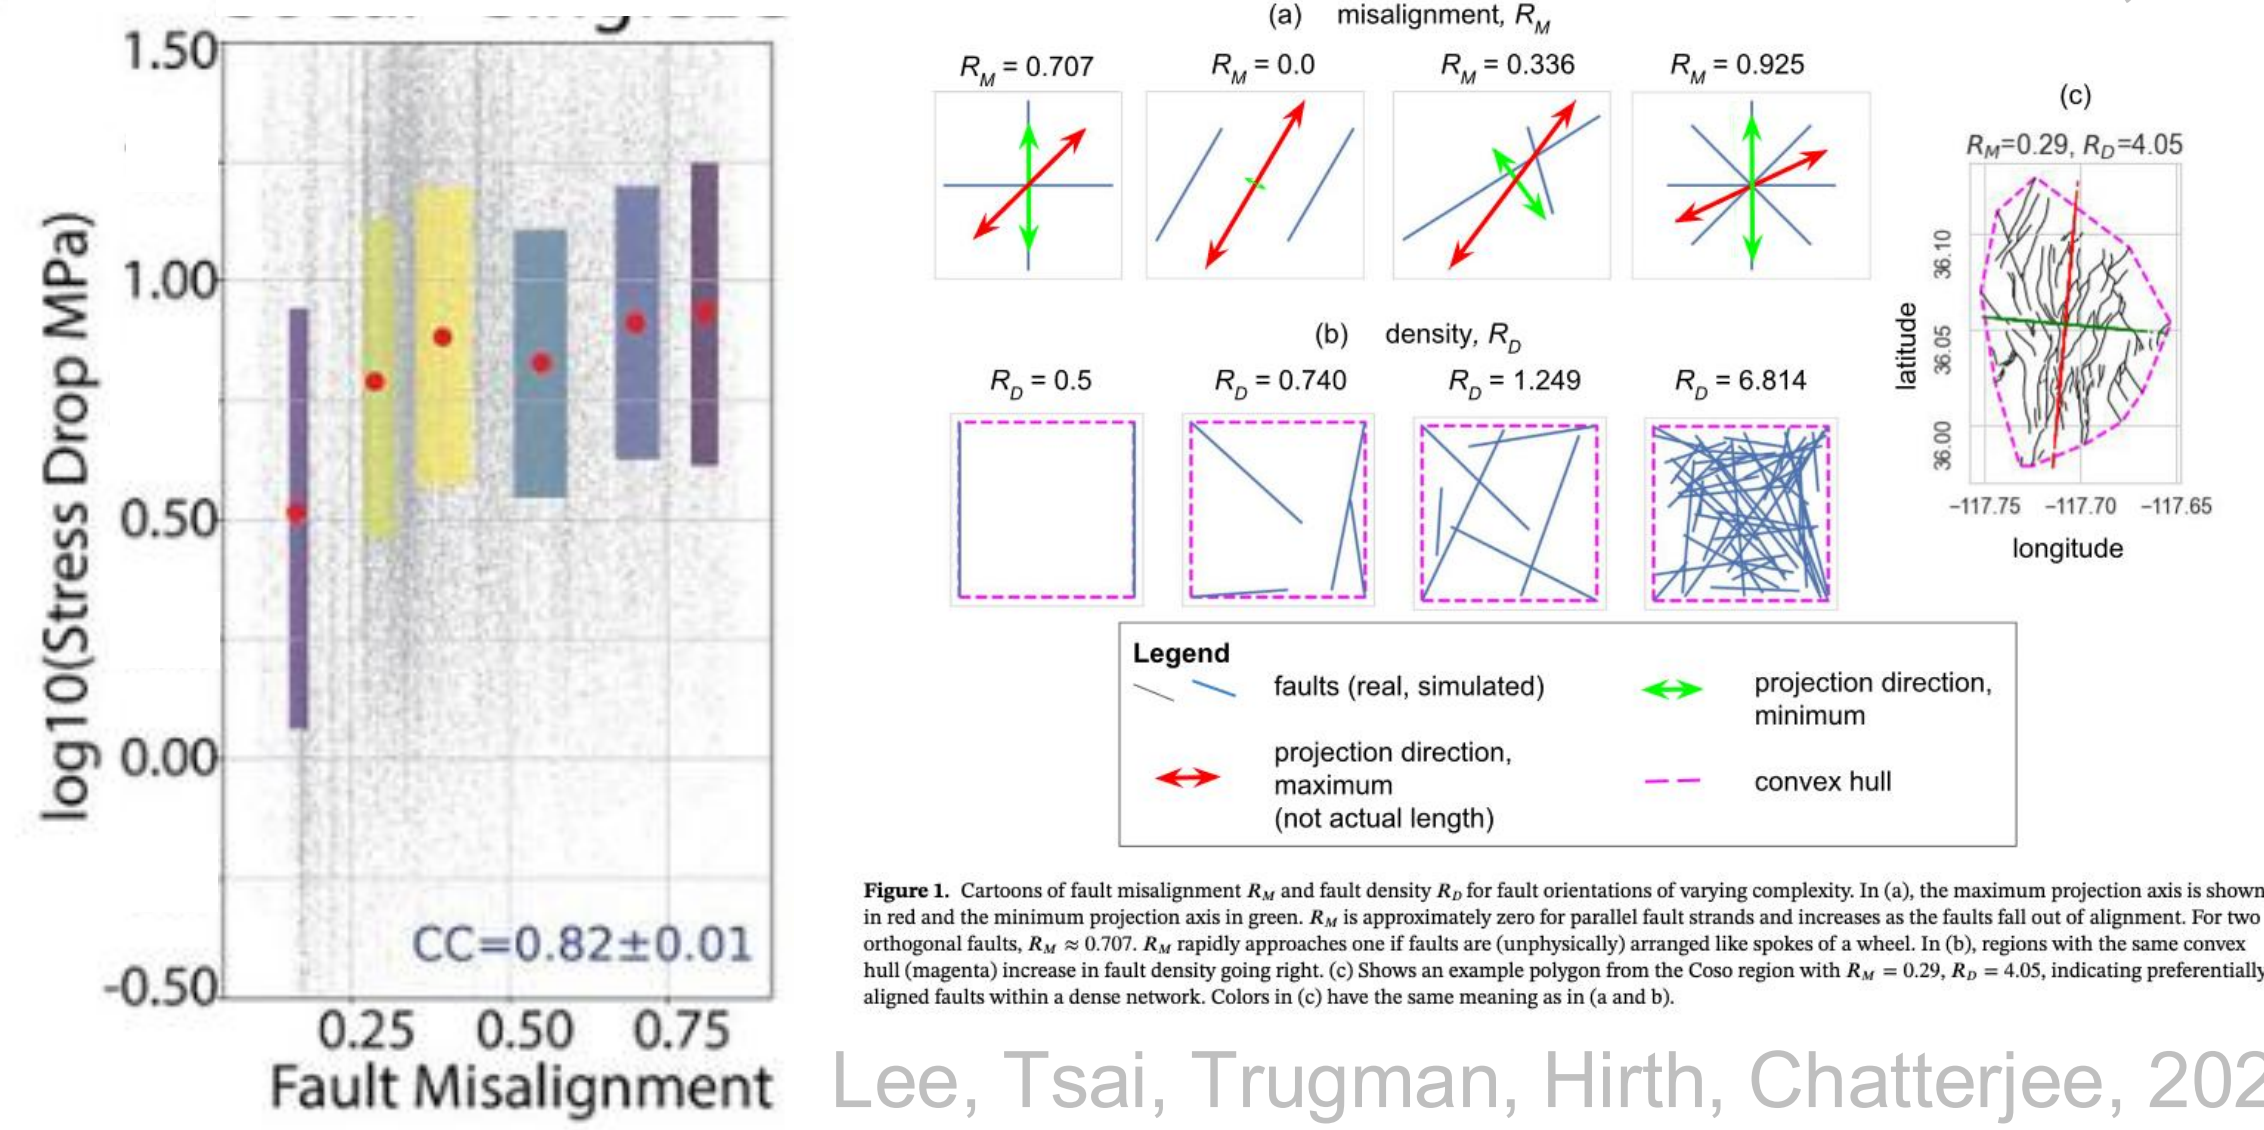 1.50
1.00
0.50
0.00
-0.50
log10(Stress Drop MPa)
CC=0.82±0.01
0.25 0.50 0.75
Fault Misalignment
(a) misalignment, R_M
R_M = 0.707
R_M = 0.0
R_M = 0.336
R_M = 0.925
(b) density, R_D
R_D = 0.5
R_D = 0.740
R_D = 1.249
R_D = 6.814
(c)
R_M=0.29, R_D=4.05
latitude
36.10
36.05
36.00
−117.75 −117.70 −117.65
longitude
Legend
faults (real, simulated)
projection direction,
maximum
(not actual length)
projection direction,
minimum
convex hull
Figure 1. Cartoons of fault misalignment R_M and fault density R_D for fault orientations of varying complexity. In (a), the maximum projection axis is shown
in red and the minimum projection axis in green. R_M is approximately zero for parallel fault strands and increases as the faults fall out of alignment. For two
orthogonal faults, R_M ≈ 0.707. R_M rapidly approaches one if faults are (unphysically) arranged like spokes of a wheel. In (b), regions with the same convex
hull (magenta) increase in fault density going right. (c) Shows an example polygon from the Coso region with R_M = 0.29, R_D = 4.05, indicating preferentially
aligned faults within a dense network. Colors in (c) have the same meaning as in (a and b).
Lee, Tsai, Trugman, Hirth, Chatterjee, 202